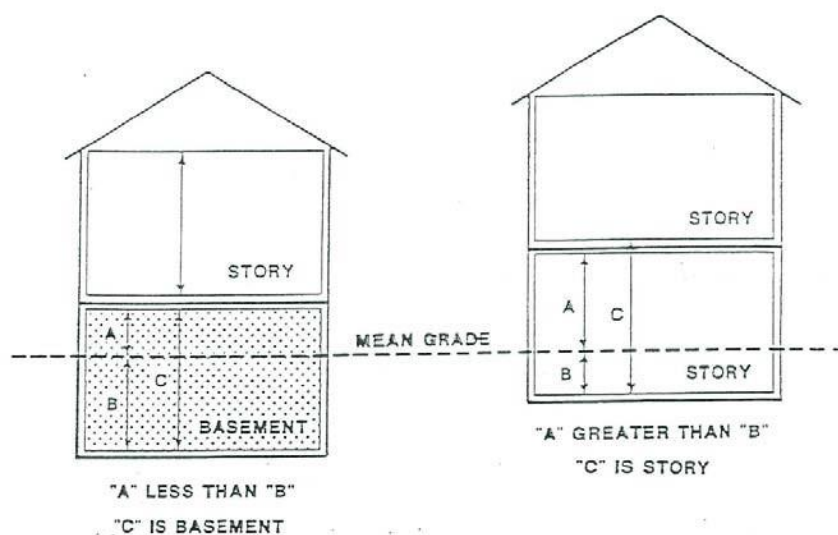 STORY
A
B
C
BASEMENT
"A" LESS THAN "B"
"C" IS BASEMENT
MEAN GRADE
STORY
A
C
B
STORY
"A" GREATER THAN "B"
"C" IS STORY